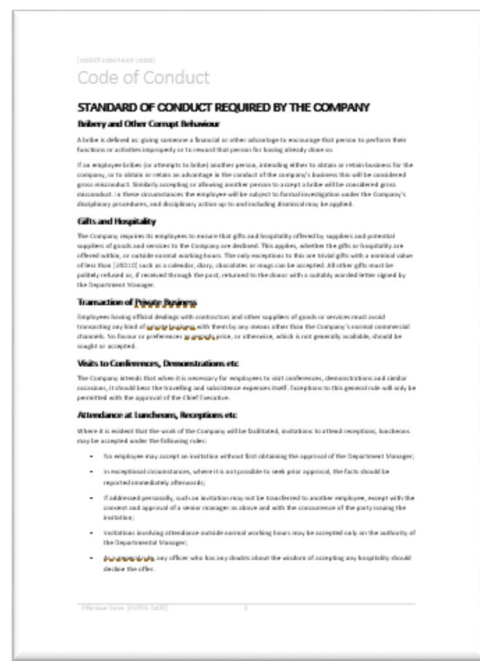 [INSERT COMPANY LOGO]
Code of Conduct
STANDARD OF CONDUCT REQUIRED BY THE COMPANY
Bribery and Other Corrupt Behaviour
A bribe is defined as: giving someone a financial or other advantage to encourage that person to perform their
functions or activities improperly or to reward that person for having already done so.
If an employee bribes (or attempts to bribe) another person, intending either to obtain or retain business for the
company, or to obtain or retain an advantage in the conduct of the company's business this will be considered
gross misconduct. Similarly accepting or allowing another person to accept a bribe will be considered gross
misconduct. In these circumstances the employee will be subject to formal investigation under the Company's
disciplinary procedures, and disciplinary action up to and including dismissal may be applied.
Gifts and Hospitality
The Company requires its employees to ensure that gifts and hospitality offered by suppliers and potential
suppliers of goods and services to the Company are declined. This applies, whether the gifts or hospitality are
offered within, or outside normal working hours. The only exceptions to this are trivial gifts with a nominal value
of less than [USD10] such as a calendar, diary, chocolates or mugs can be accepted. All other gifts must be
politely refused or, if received through the post, returned to the donor with a suitably worded letter signed by
the Department Manager.
Transaction of Private Business
Employees having official dealings with contractors and other suppliers of goods or services must avoid
transacting any kind of private business with them by any means other than the Company's normal commercial
channels. No favour or preferences as regards price, or otherwise, which is not generally available, should be
sought or accepted.
Visits to Conferences, Demonstrations etc
The Company intends that when it is necessary for employees to visit conferences, demonstrations and similar
occasions, it should bear the travelling and subsistence expenses itself. Exceptions to this general rule will only be
permitted with the approval of the Chief Executive.
Attendance at Luncheons, Receptions etc
Where it is evident that the work of the Company will be facilitated, invitations to attend receptions, luncheons
may be accepted under the following rules:
• No employee may accept an invitation without first obtaining the approval of the Department Manager;
• In exceptional circumstances, where it is not possible to seek prior approval, the facts should be
reported immediately afterwards;
• If addressed personally, such an invitation may not be transferred to another employee, except with the
consent and approval of a senior manager as above and with the concurrence of the party issuing the
invitation;
• Invitations involving attendance outside normal working hours may be accepted only on the authority of
the Departmental Manager;
• As a general rule, any officer who has any doubts about the wisdom of accepting any hospitality should
decline the offer.
Effective Date: